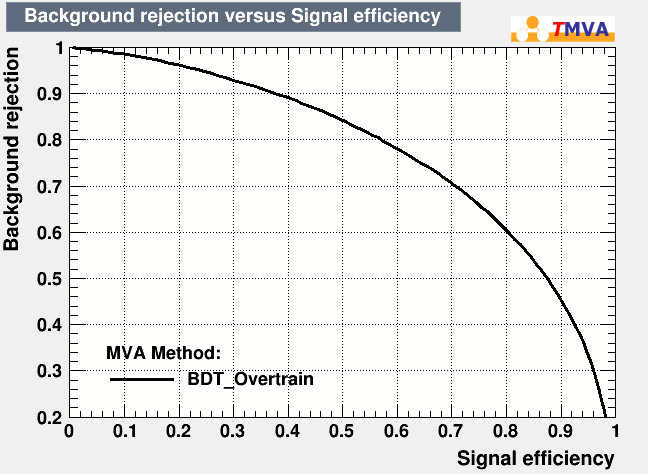 Background rejection versus Signal efficiency
TMVA
Background rejection
1
0.9
0.8
0.7
0.6
0.5
0.4
0.3
0.2
MVA Method:
BDT_Overtrain
0 0.1 0.2 0.3 0.4 0.5 0.6 0.7 0.8 0.9 1
Signal efficiency